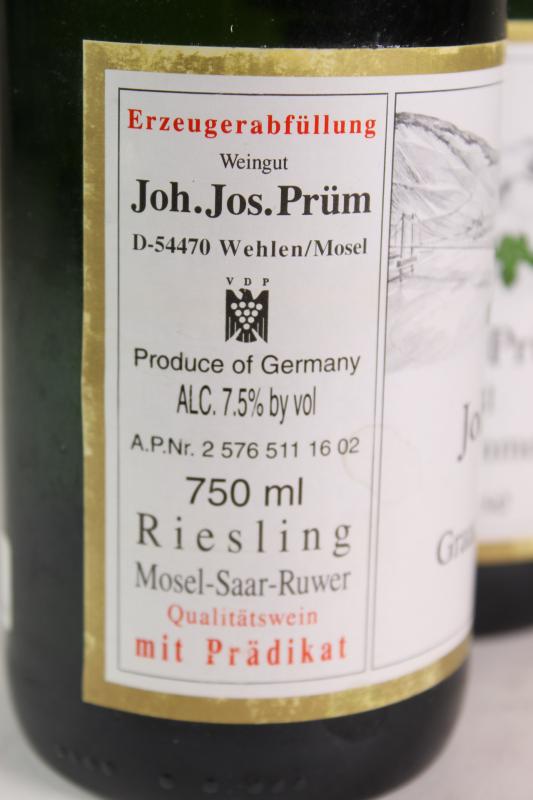 Erzeugerabfüllung
Weingut
Joh.Jos.Prüm
D-54470 Wehlen/Mosel
VDP
Produce of Germany
ALC. 7.5% by vol
A.P.Nr. 2 576 511 16 02
750 ml
Riesling
Mosel-Saar-Ruwer
Qualitätswein
mit Prädikat
Jo